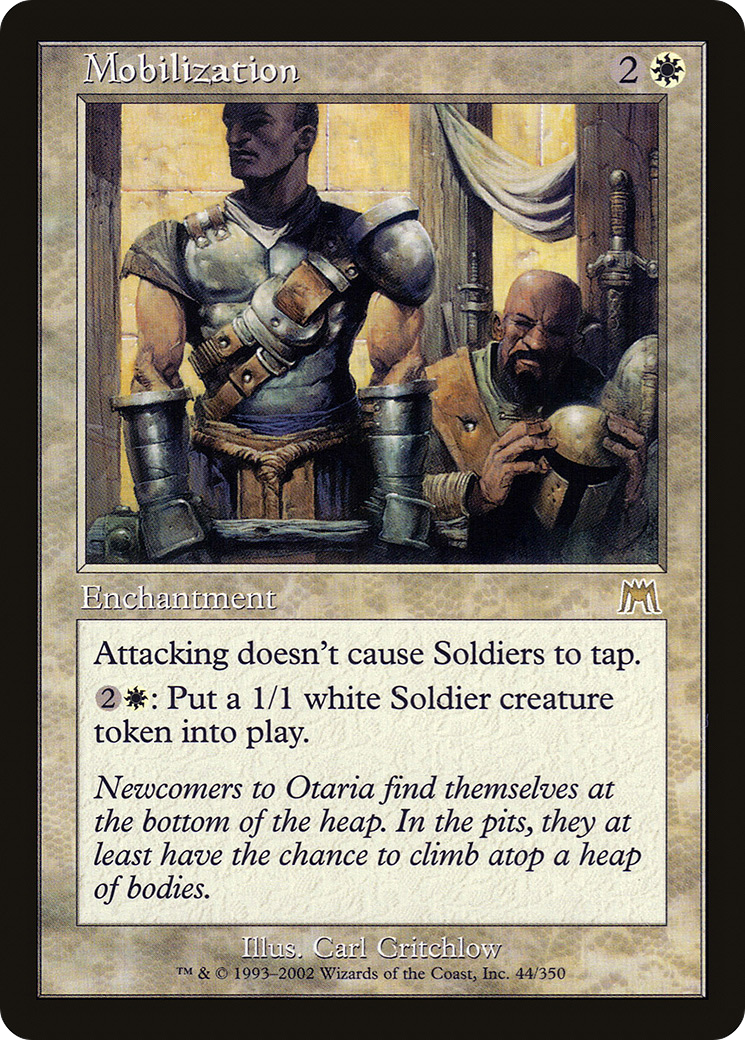 Mobilization 2
Enchantment
Attacking doesn't cause Soldiers to tap.
2: Put a 1/1 white Soldier creature
token into play.
Newcomers to Otaria find themselves at
the bottom of the heap. In the pits, they at
least have the chance to climb atop a heap
of bodies.
Illus. Carl Critchlow
™ & © 1993–2002 Wizards of the Coast, Inc. 44/350